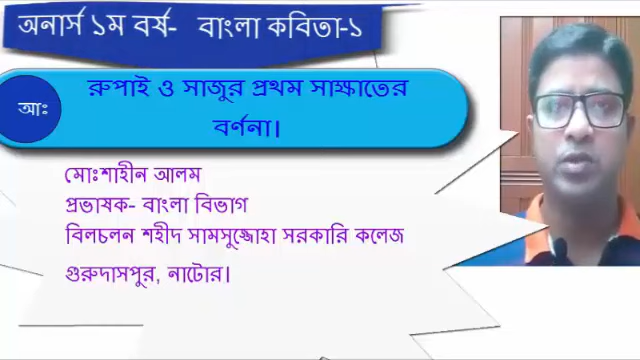 অনার্স ১ম বর্ষ- বাংলা কবিতা-১
আঃ
রুপাই ও সাজুর প্রথম সাক্ষাতের
বর্ণনা।
মোঃশাহীন আলম
প্রভাষক- বাংলা বিভাগ
বিলচলন শহীদ সামসুজ্জোহা সরকারি কলেজ
গুরুদাসপুর, নাটোর।